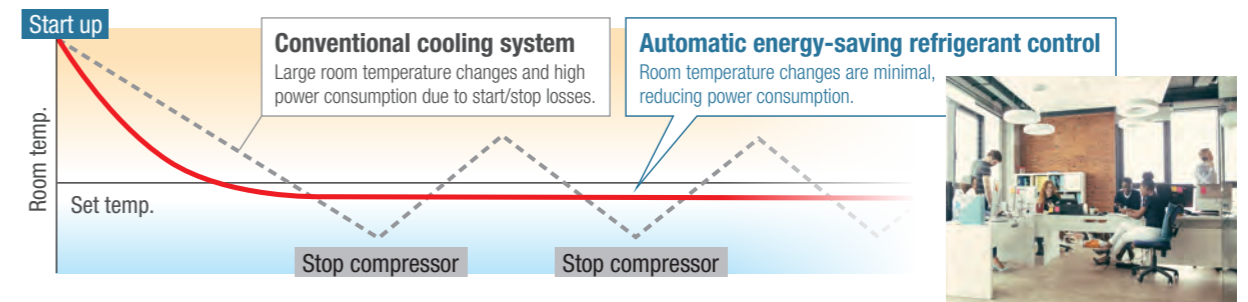 Start up
Conventional cooling system
Large room temperature changes and high
power consumption due to start/stop losses.
Automatic energy-saving refrigerant control
Room temperature changes are minimal,
reducing power consumption.
Room temp.
Set temp.
Stop compressor
Stop compressor